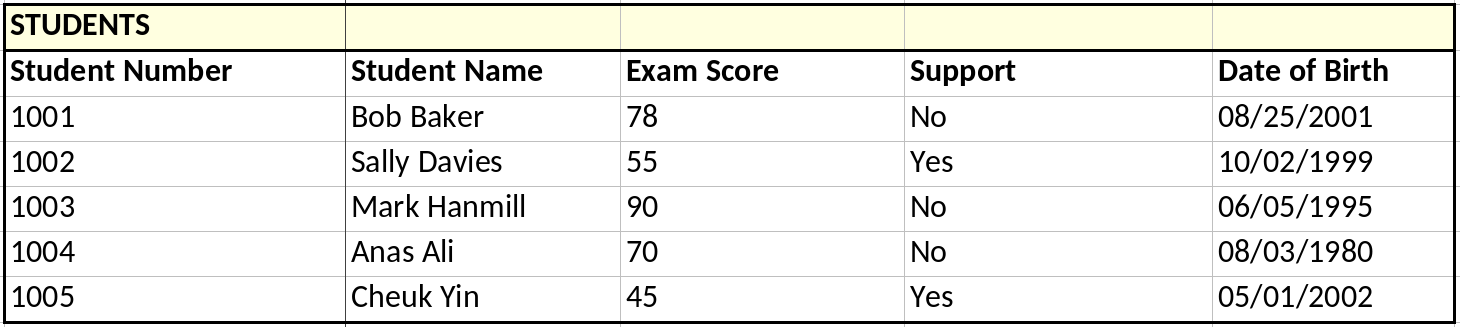 STUDENTS
Student Number Student Name Exam Score Support Date of Birth
1001 Bob Baker 78 No 08/25/2001
1002 Sally Davies 55 Yes 10/02/1999
1003 Mark Hanmill 90 No 06/05/1995
1004 Anas Ali 70 No 08/03/1980
1005 Cheuk Yin 45 Yes 05/01/2002